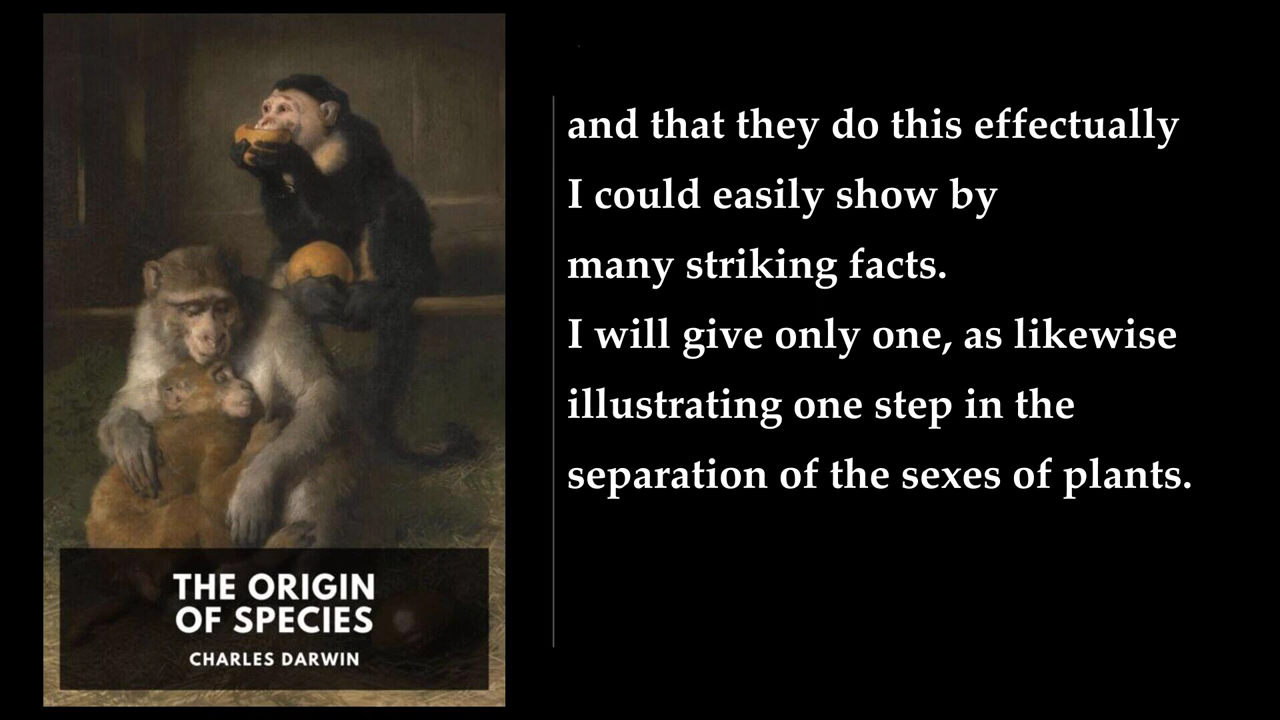 THE ORIGIN
OF SPECIES
CHARLES DARWIN
and that they do this effectually
I could easily show by
many striking facts.
I will give only one, as likewise
illustrating one step in the
separation of the sexes of plants.